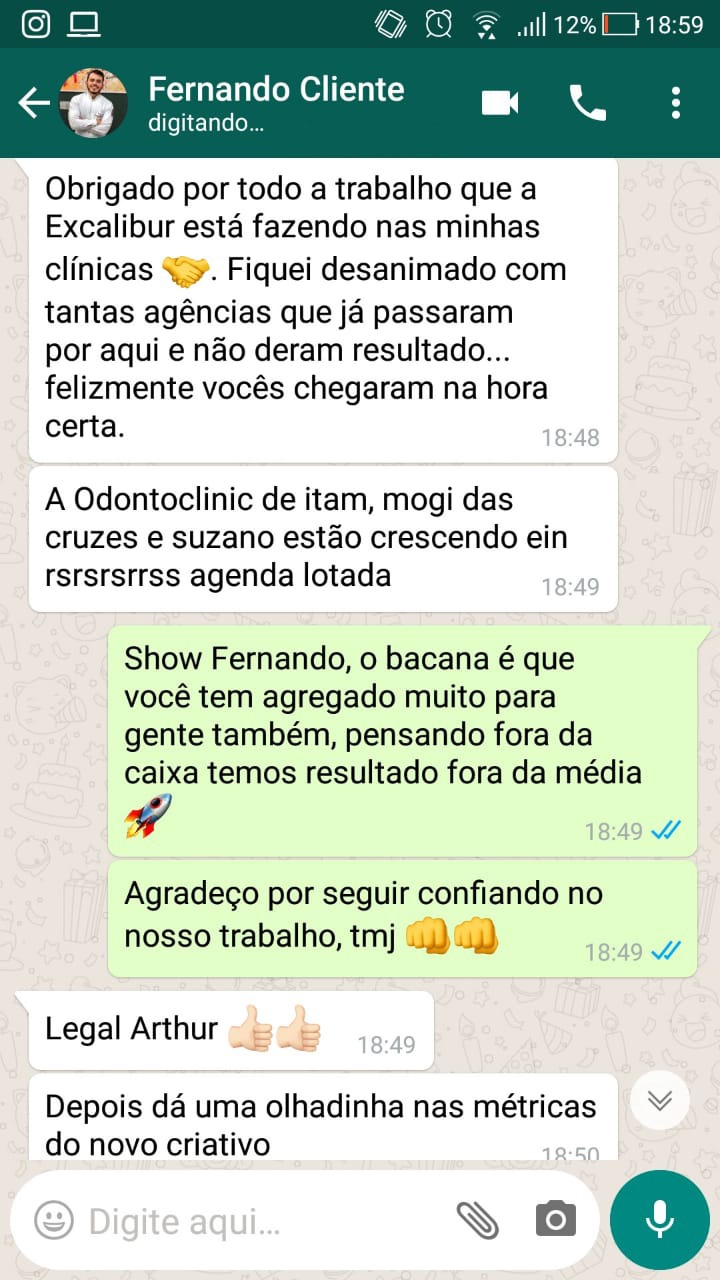 12% 18:59
Fernando Cliente
digitando...
Obrigado por todo a trabalho que a
Excalibur está fazendo nas minhas
clínicas 🤝. Fiquei desanimado com
tantas agências que já passaram
por aqui e não deram resultado...
felizmente vocês chegaram na hora
certa.
18:48
A Odontoclinic de itam, mogi das
cruzes e suzano estão crescendo ein
rsrsrsrrss agenda lotada
18:49
Show Fernando, o bacana é que
você tem agregado muito para
gente também, pensando fora da
caixa temos resultado fora da média
🚀
18:49
Agradeço por seguir confiando no
nosso trabalho, tmj 👊👊
18:49
Legal Arthur 👍🏻👍🏻
18:49
Depois dá uma olhadinha nas métricas
do novo criativo
18:50
Digite aqui...